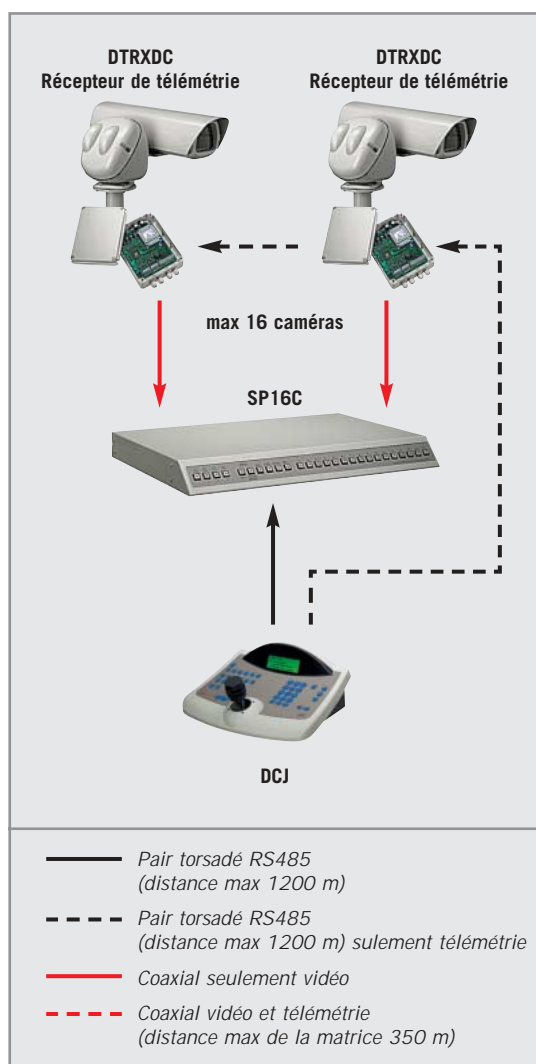 DTRXDC
Récepteur de télémétrie
DTRXDC
Récepteur de télémétrie
max 16 caméras
SP16C
DCJ
Pair torsadé RS485
(distance max 1200 m)
Pair torsadé RS485
(distance max 1200 m) sulement télémétrie
Coaxial seulement vidéo
Coaxial vidéo et télémétrie
(distance max de la matrice 350 m)